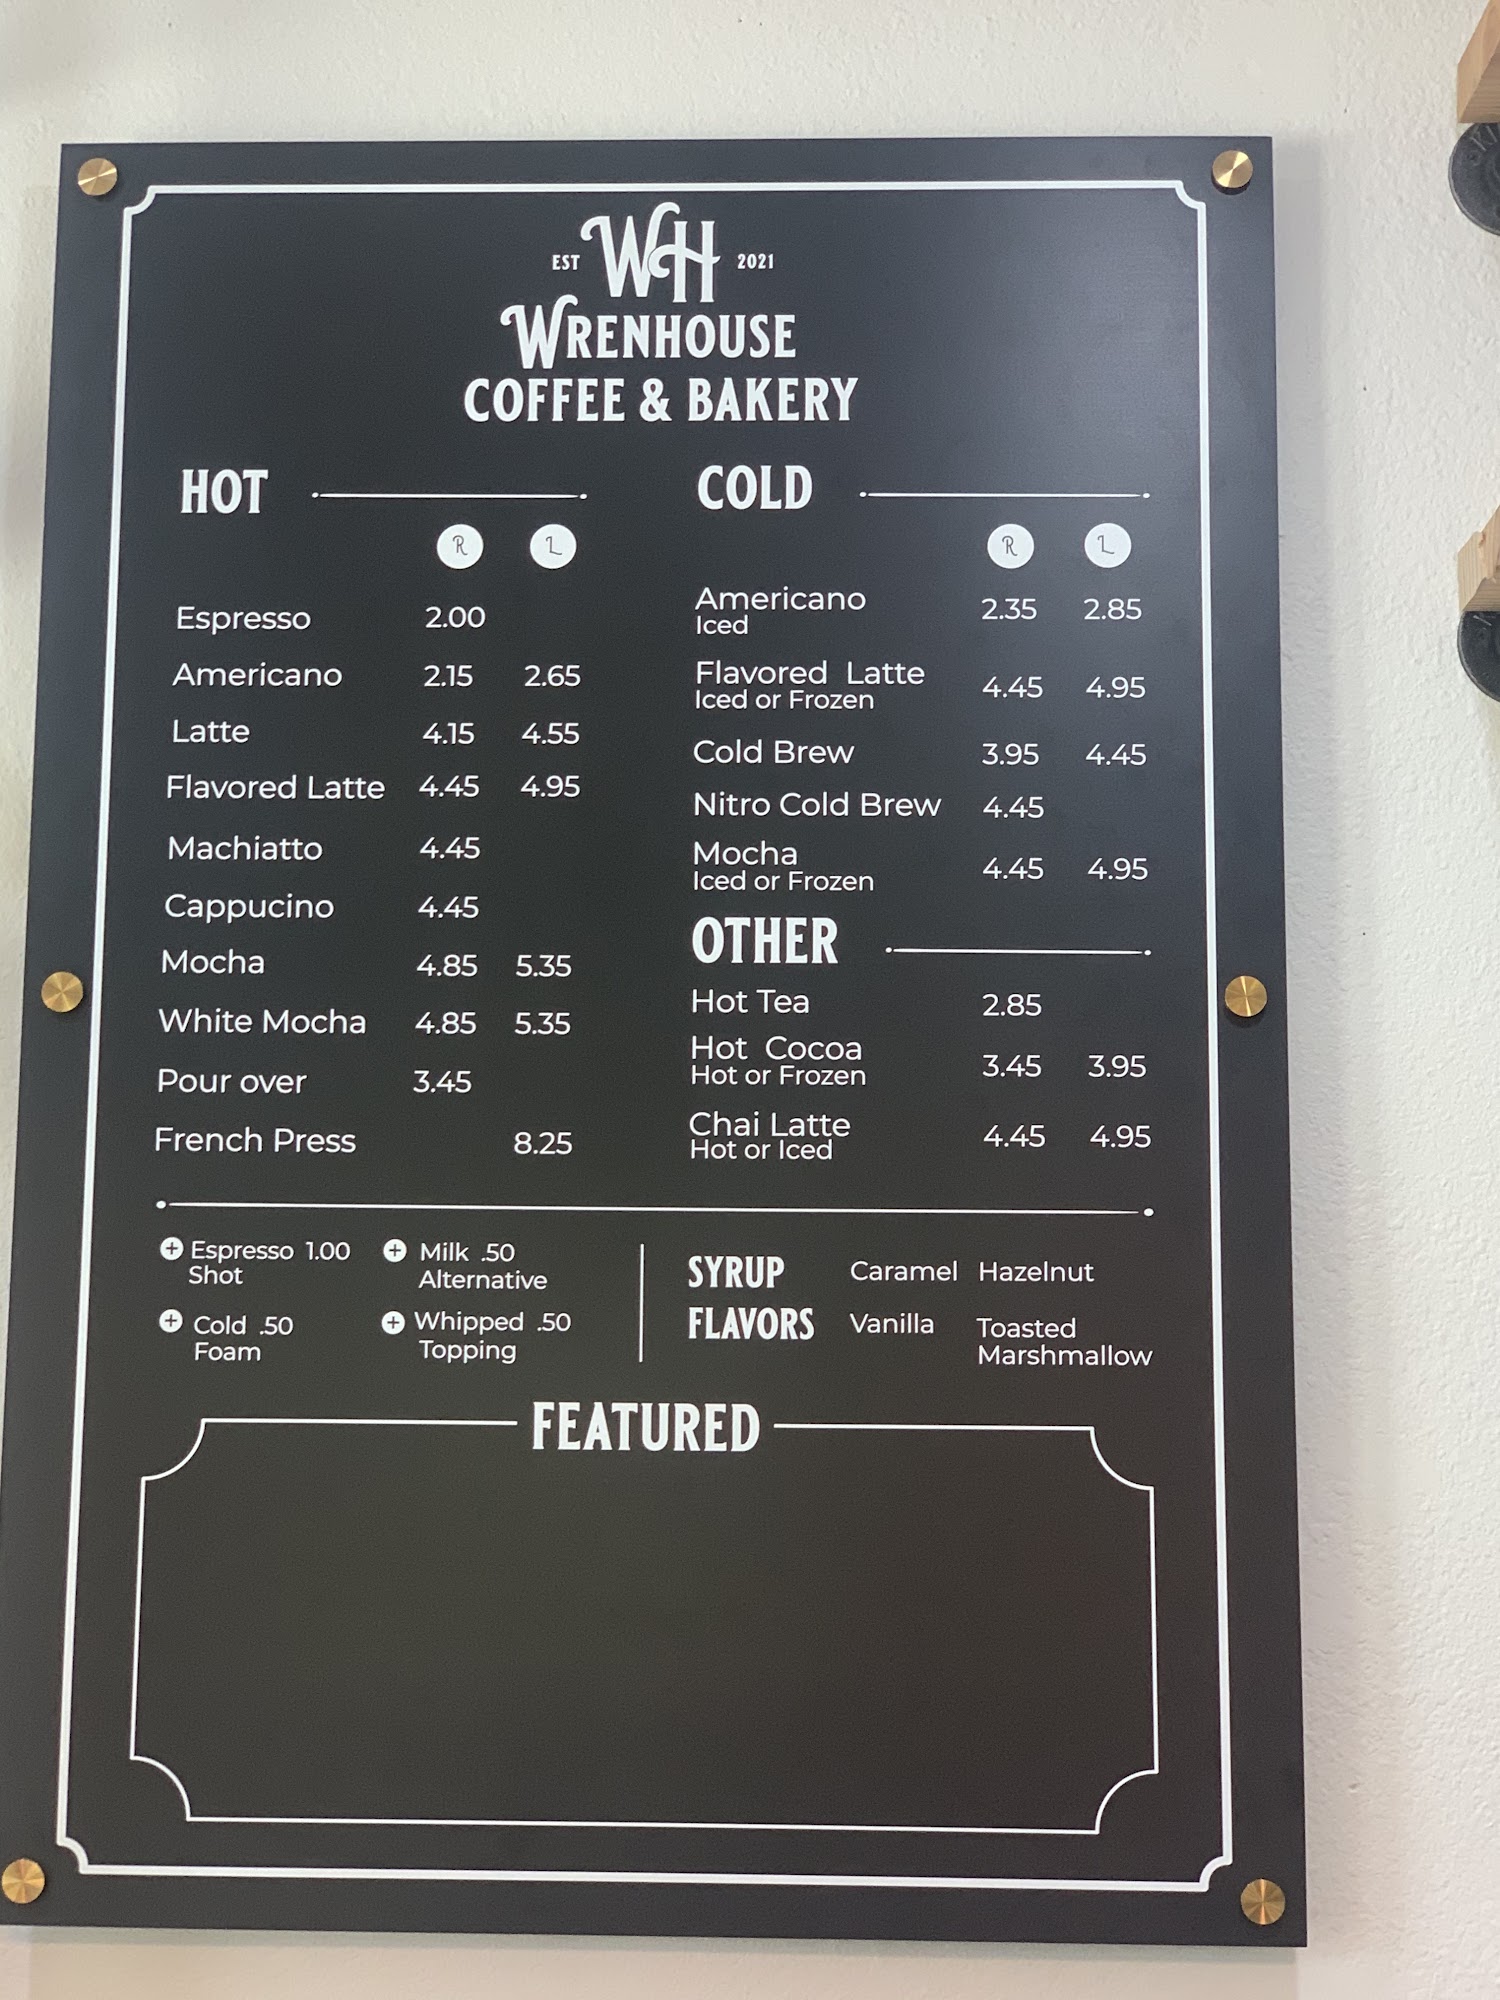 EST WH 2021
WRENHOUSE
COFFEE & BAKERY
HOT
R L
Espresso 2.00
Americano 2.15 2.65
Latte 4.15 4.55
Flavored Latte 4.45 4.95
Machiatto 4.45
Cappucino 4.45
Mocha 4.85 5.35
White Mocha 4.85 5.35
Pour over 3.45
French Press 8.25
COLD
R L
Americano 2.35 2.85
Iced
Flavored Latte 4.45 4.95
Iced or Frozen
Cold Brew 3.95 4.45
Nitro Cold Brew 4.45
Mocha 4.45 4.95
Iced or Frozen
OTHER
Hot Tea 2.85
Hot Cocoa 3.45 3.95
Hot or Frozen
Chai Latte 4.45 4.95
Hot or Iced
+ Espresso 1.00
Shot
+ Milk .50
Alternative
+ Cold .50
Foam
+ Whipped .50
Topping
SYRUP
FLAVORS
Caramel Hazelnut
Vanilla Toasted
Marshmallow
FEATURED